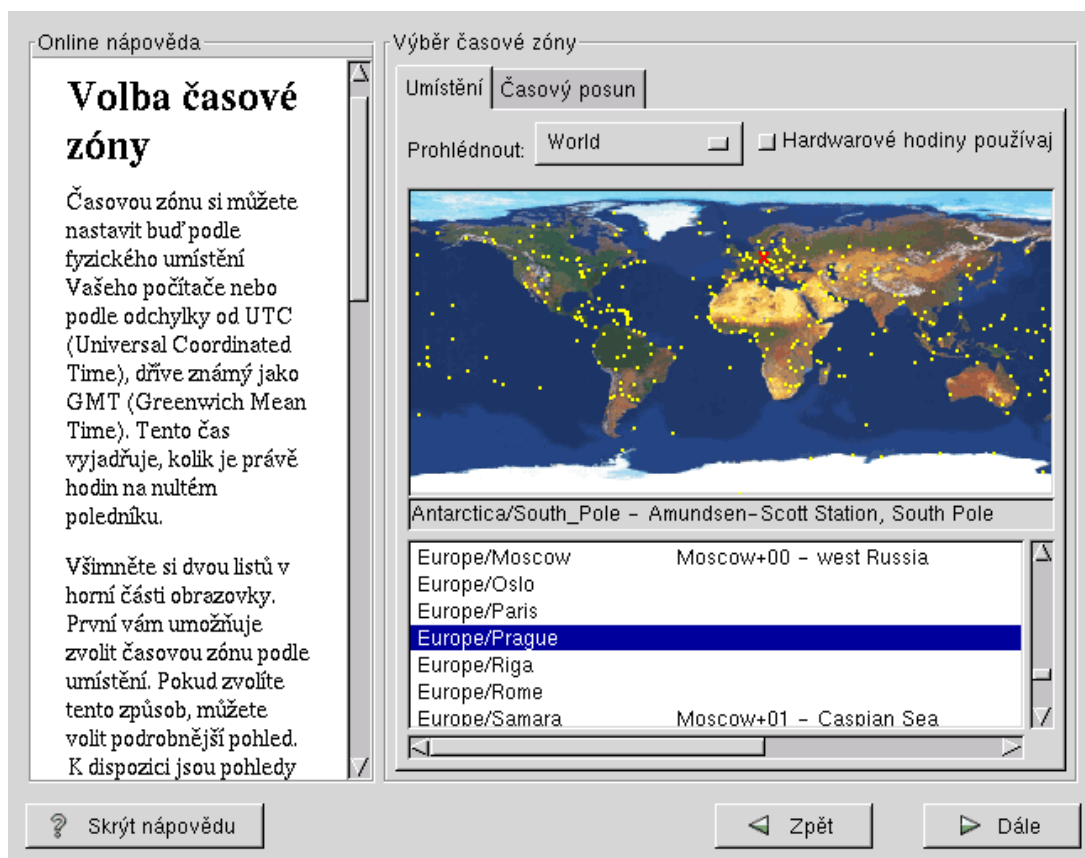 Online nápověda
Volba časové
zóny
Časovou zónu si můžete
nastavit buď podle
fyzického umístění
Vašeho počítače nebo
podle odchylky od UTC
(Universal Coordinated
Time), dříve známý jako
GMT (Greenwich Mean
Time). Tento čas
vyjadřuje, kolik je právě
hodin na nultém
poledníku.
Všimněte si dvou listů v
horní části obrazovky.
První vám umožňuje
zvolit časovou zónu podle
umístění. Pokud zvolíte
tento způsob, můžete
volit podrobnější pohled.
K dispozici jsou pohledy
Výběr časové zóny
Umístění Časový posun
Prohlédnout: World Hardwarové hodiny používaj
Antarctica/South_Pole – Amundsen–Scott Station, South Pole
Europe/Moscow Moscow+00 – west Russia
Europe/Oslo
Europe/Paris
Europe/Prague
Europe/Riga
Europe/Rome
Europe/Samara Moscow+01 – Caspian Sea
Skrýt nápovědu Zpět Dále